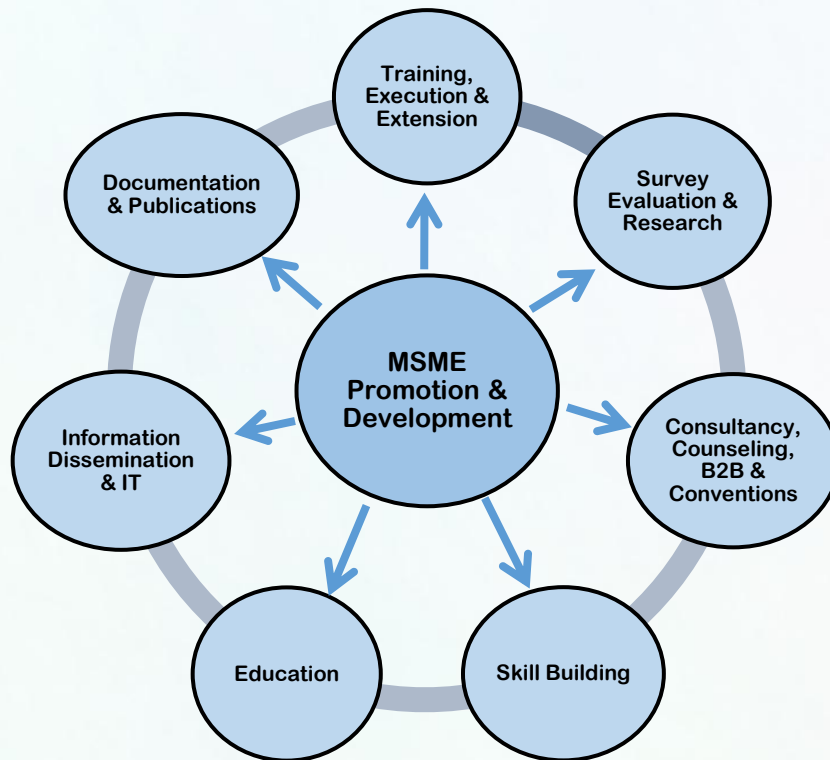 Training,
Execution &
Extension
Survey
Evaluation &
Research
Documentation
& Publications
MSME
Promotion &
Development
Consultancy,
Counseling,
B2B &
Conventions
Information
Dissemination
& IT
Education
Skill Building